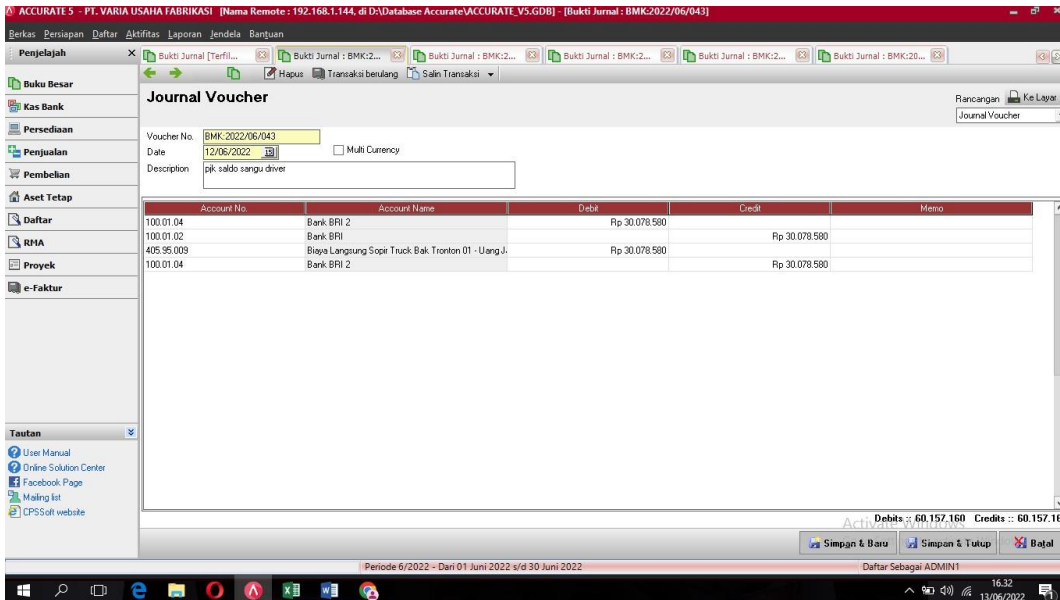 ACCURATE 5 - PT. VARIA USAHA FABRIKASI [Nama Remote : 192.168.1.144, di D:\Database Accurate\ACCURATE_V5.GDB] - [Bukti Jurnal : BMK:2022/06/043]
Berkas Persiapan Daftar Aktifitas Laporan Jendela Bantuan
Penjelajah
Bukti Jurnal [Terfil... Bukti Jurnal : BMK:2... Bukti Jurnal : BMK:2... Bukti Jurnal : BMK:2... Bukti Jurnal : BMK:2... Bukti Jurnal : BMK:20...
Hapus Transaksi berulang Salin Transaksi
Buku Besar
Kas Bank
Persediaan
Penjualan
Pembelian
Aset Tetap
Daftar
RMA
Proyek
e-Faktur
Journal Voucher
Rancangan Ke Layar
Journal Voucher
Voucher No. BMK:2022/06/043
Date 12/06/2022 Multi Currency
Description pjk saldo sangu driver
Account No. Account Name Debit Credit Memo
100.01.04 Bank BRI 2 Rp 30.078.580
100.01.02 Bank BRI Rp 30.078.580
405.95.009 Biaya Langsung Sopir Truck Bak Tronton 01 - Uang J
100.01.04 Bank BRI 2 Rp 30.078.580
Rp 30.078.580
Tautan
User Manual
Online Solution Center
Facebook Page
Mailing list
CPSSoft website
Debits :: 60.157.160 Credits :: 60.157.16
Activate Windows
Simpan & Baru Simpan & Tutup Batal
Periode 6/2022 - Dari 01 Juni 2022 s/d 30 Juni 2022 Daftar Sebagai ADMIN1
16.32
13/06/2022